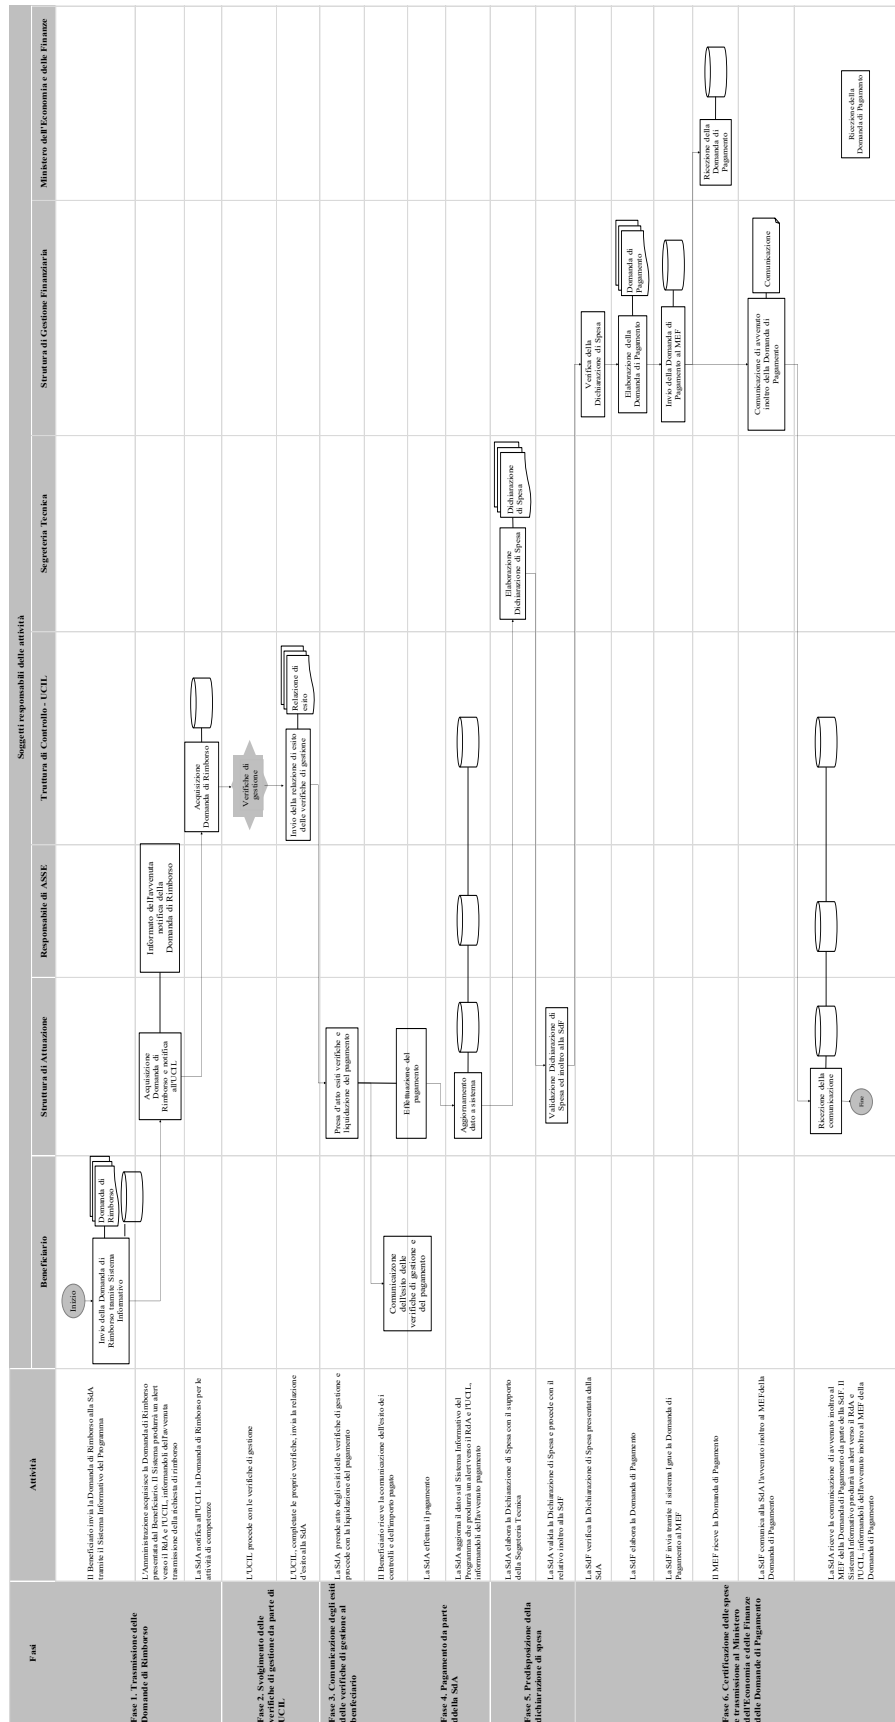 Soggetti responsabili delle attività
Fasi
Attività
Beneficiario
Struttura di Attuazione
Responsabile di ASSE
Truttura di Controllo - UCIL
Segreteria Tecnica
Strutura di Gestione Finanziaria
Ministero dell'Economia e delle Finanze
Fase 1. Trasmissione delle
Domande di Rimborso
Il Beneficiario invia la Domanda di Rimborso alla SdA
tramite il Sistema Informativo del Programma
Inizio
Invio della Domanda di
Rimborso tramite Sistema
Informativo
Domanda di
Rimborso
L'Amministrazione acquisisce la Domanda di Rimborso
presentata dal Beneficiario. Il Sistema produrrà un alert
verso il RdA e l'UCIL, informandoli dell'avvenuta
trasmissione della richiesta di rimborso
Acquisizione
Domanda di
Rimborso e notifica
all'UCIL
Informato dell'avvenuta
notifica della
Domanda di Rimborso
La SdA notifica all'UCIL la Domanda di Rimborso per le
attività di competenze
Acquisizione
Domanda di Rimborso
Fase 2. Svolgimento delle
verifiche di gestione da parte di
UCIL
L'UCIL procede con le verifiche di gestione
Verifiche di
gestione
L'UCIL, completate le proprie verifiche, invia la relazione
d'esito alla SdA
Invio della relazione di esito
delle verifiche di gestione
Relazione di
esito
Fase 3. Comunicazione degli esiti
delle verifiche di gestione al
benfeciario
La SdA prende atto degli esiti delle verifiche di gestione e
procede con la liquidazione del pagamento
Presa d'atto esiti verifiche e
liquidazione del pagamento
Il Beneficiario riceve la comunicazione dell'esito dei
controlli e dell'importo pagato
Comunicaizone
dell'esito delle
verifiche di gestione e
del pagamento
Fase 4. Pagamento da parte
ddella SdA
La SdA effettua il pagamento
Effettuazione del
pagamento
La SdA aggiorna il dato sul Sistema Informativo del
Programma che produrrà un alert verso il RdA e l'UCIL,
informandoli dell'avvenuto pagamento
Aggiornamento
dato a sistema
Fase 5. Predisposizione della
dichiarazione di spesa
La SdA elabora la Dichiarazione di Spesa con il supporto
della Segreteria Tecnica
Elaborazione
Dichiarazione di Spesa
Dichiarazione
di Spesa
La SdA valida la Dichiarazione di Spesa e procede con il
relativo inoltro alla SdF
Validazione Dichiarazione di
Spesa ed inoltro alla SdF
Fase 6. Certificazione delle spese
e trasmissione al Ministero
dell'Economia e delle Finanze
delle Domande di Pagamento
La SdF verifica la Dichiarazione di Spesa presentata dalla
SdA
Verifica della
Dichiarazione di Spesa
La SdF elabora la Domanda di Pagamento
Elaborazione della
Domanda di Pagamento
Domanda di
Pagamento
La SdF invia tramite il sistema Igrue la Domanda di
Pagamento al MEF
Invio della Domanda di
Pagamento al MEF
Il MEF riceve la Domanda di Pagamento
Ricezione della
Domanda di
Pagamento
La SdF comunica alla SdA l'avvenuto inoltro al MEFdella
Domanda di Pagamento
Comunicazione di avvenuto
inoltro della Domanda di
Pagamento
Comunicazione
La SdA riceve la comunicazione di avvenuto inoltro al
MEF della Domanda di Pagamento da parte della SdF. Il
Sistema Informativo produrrà un alert verso il RdA e
l'UCIL, informandoli dell'avvenuto inoltro al MEF della
Domanda di Pagamento
Ricezione della
comunicazione
Fine
Ricezione della
Domanda di Pagamento